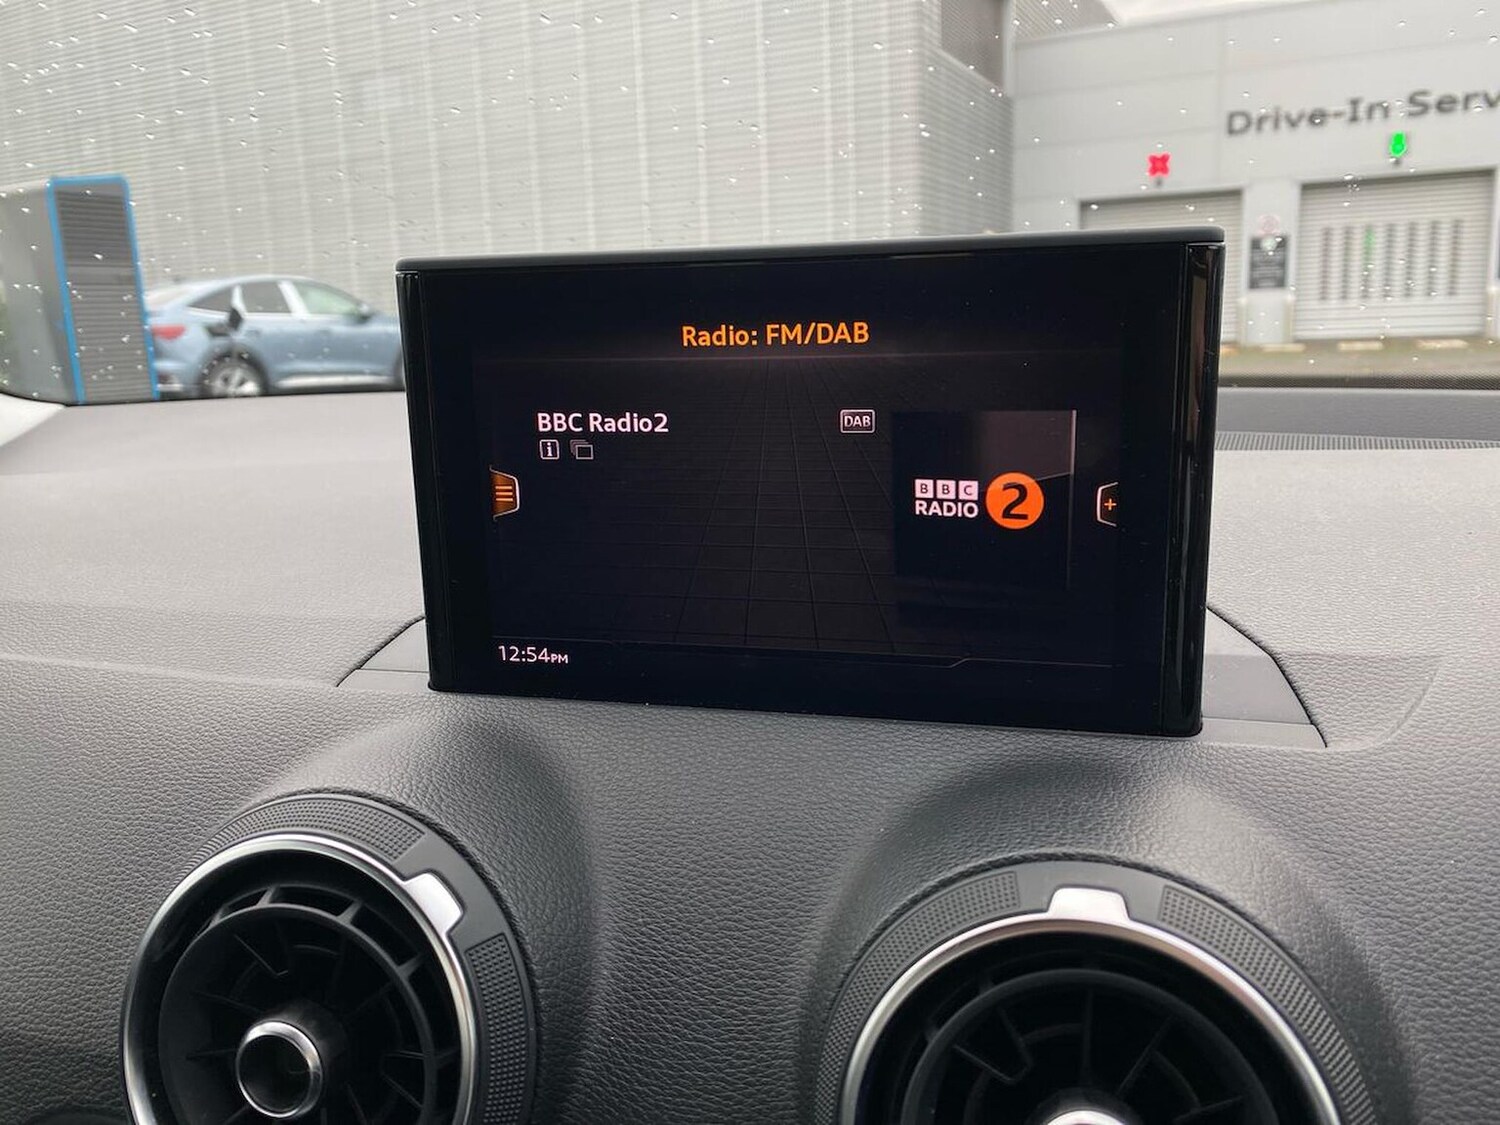 Drive-In Serv
Radio: FM/DAB
BBC Radio2
DAB
BBC
RADIO 2
12:54PM